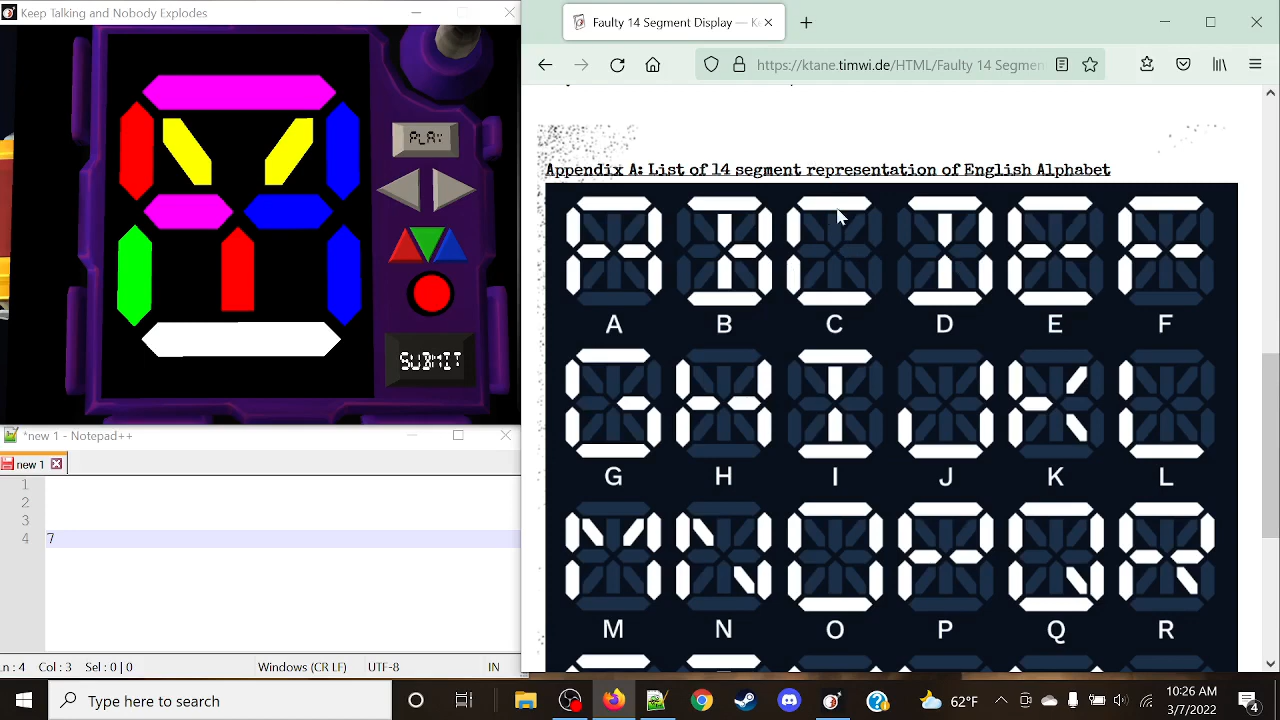 Keep Talking and Nobody Explodes
PLAY
SUBMIT
*new 1 - Notepad++
new 1
1
2
3
4 7
Ln : 4 Col : 3 Sel : 0 | 0 Windows (CR LF) UTF-8 IN
Faulty 14 Segment Display — K
https://ktane.timwi.de/HTML/Faulty 14 Segmen
Appendix A: List of 14 segment representation of English Alphabet
A B C D E F
G H I J K L
M N O P Q R
Type here to search
10:26 AM
3/7/2022
4